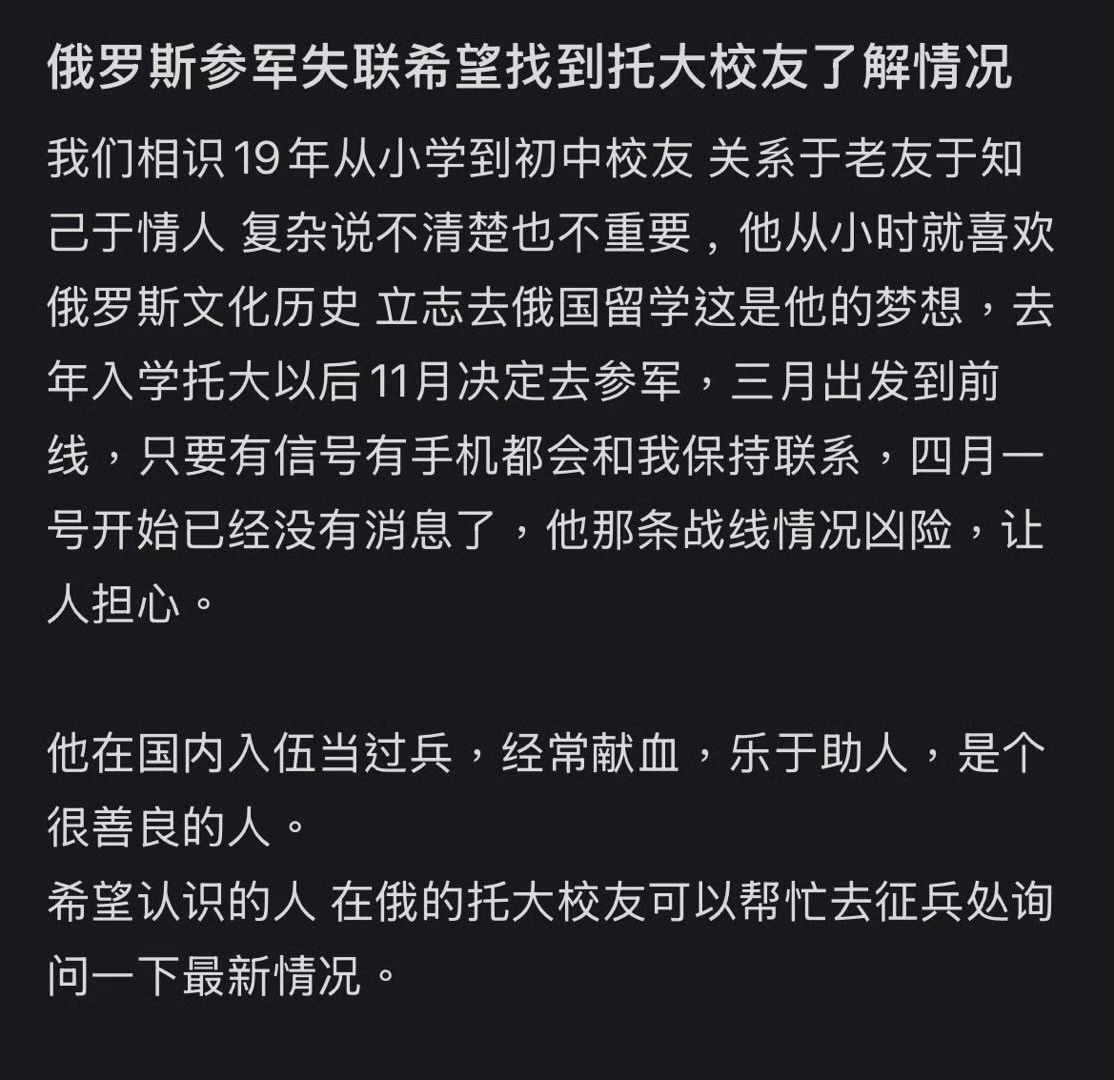 俄罗斯参军失联希望找到托大校友了解情况
我们相识19年从小学到初中校友 关系于老友于知
己于情人 复杂说不清楚也不重要，他从小时就喜欢
俄罗斯文化历史 立志去俄国留学这是他的梦想，去
年入学托大以后11月决定去参军，三月出发到前
线，只要有信号有手机都会和我保持联系，四月一
号开始已经没有消息了，他那条战线情况凶险，让
人担心。
他在国内入伍当过兵，经常献血，乐于助人，是个
很善良的人。
希望认识的人 在俄的托大校友可以帮忙去征兵处询
问一下最新情况。